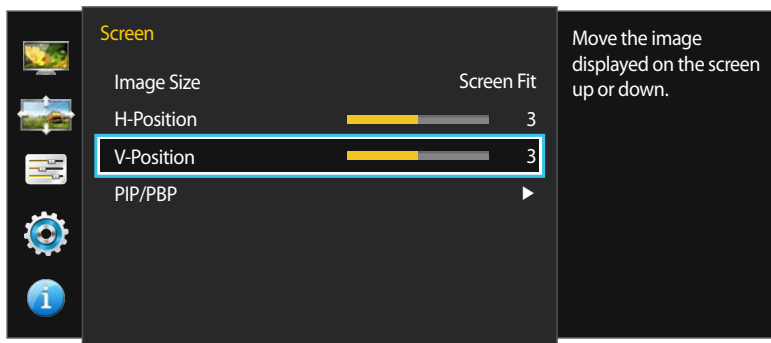 Screen
Image Size Screen Fit
H-Position 3
V-Position 3
PIP/PBP
Move the image
displayed on the screen
up or down.